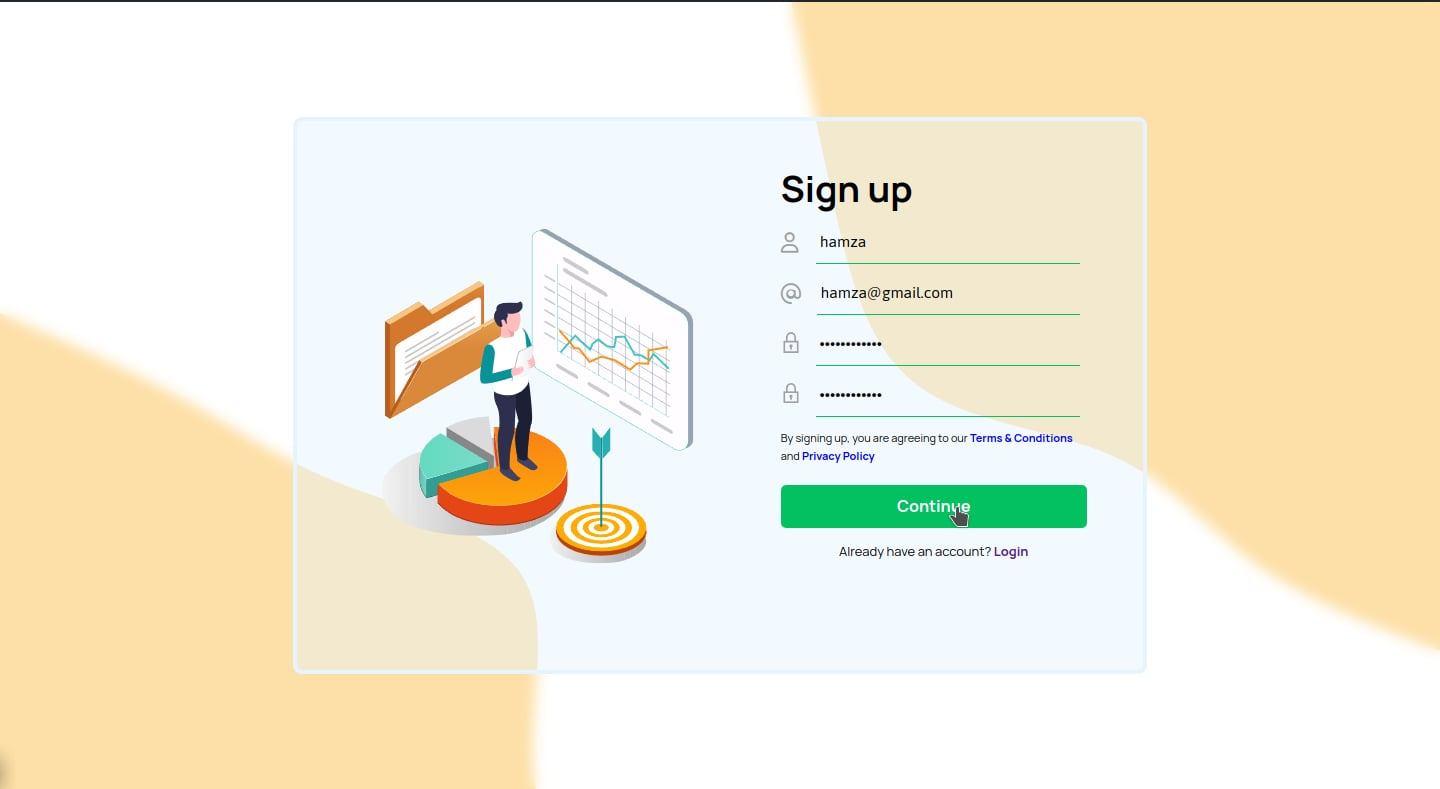 Sign up
hamza
hamza@gmail.com
••••••••••••
••••••••••••
By signing up, you are agreeing to our Terms & Conditions
and Privacy Policy
Continue
Already have an account? Login